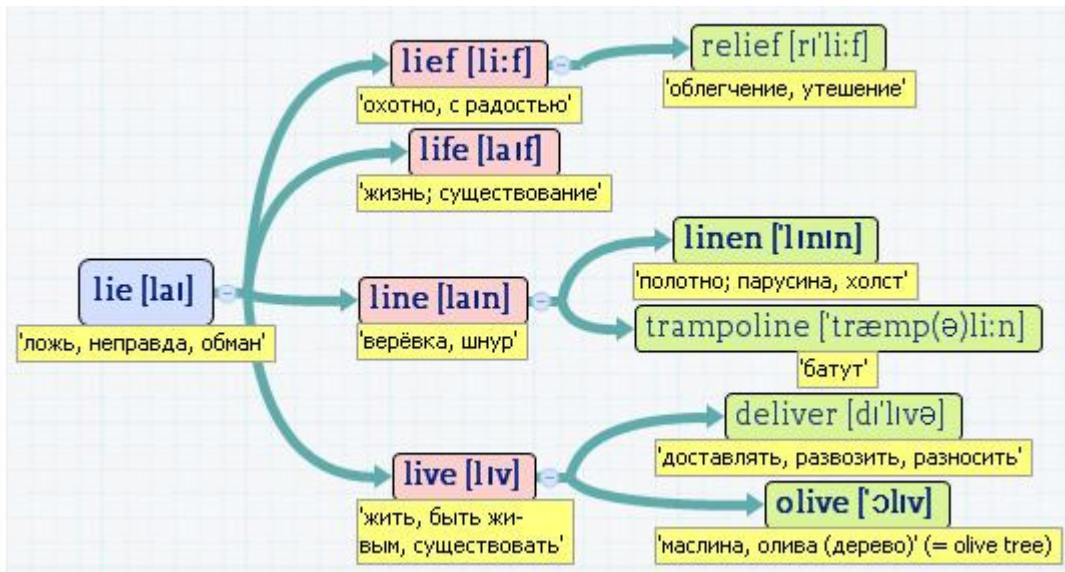 lief [li:f]
'охотно, с радостью'
relief [rɪ'li:f]
'облегчение, утешение'
life [laɪf]
'жизнь; существование'
lie [laɪ]
'ложь, неправда, обман'
line [laɪn]
'верёвка, шнур'
linen ['lɪnɪn]
'полотно; парусина, холст'
trampoline ['træmp(ə)li:n]
'батут'
live [lɪv]
'жить, быть жи-
вым, существовать'
deliver [dɪ'lɪvə]
'доставлять, развозить, разносить'
olive ['ɔlɪv]
'маслина, олива (дерево)' (= olive tree)